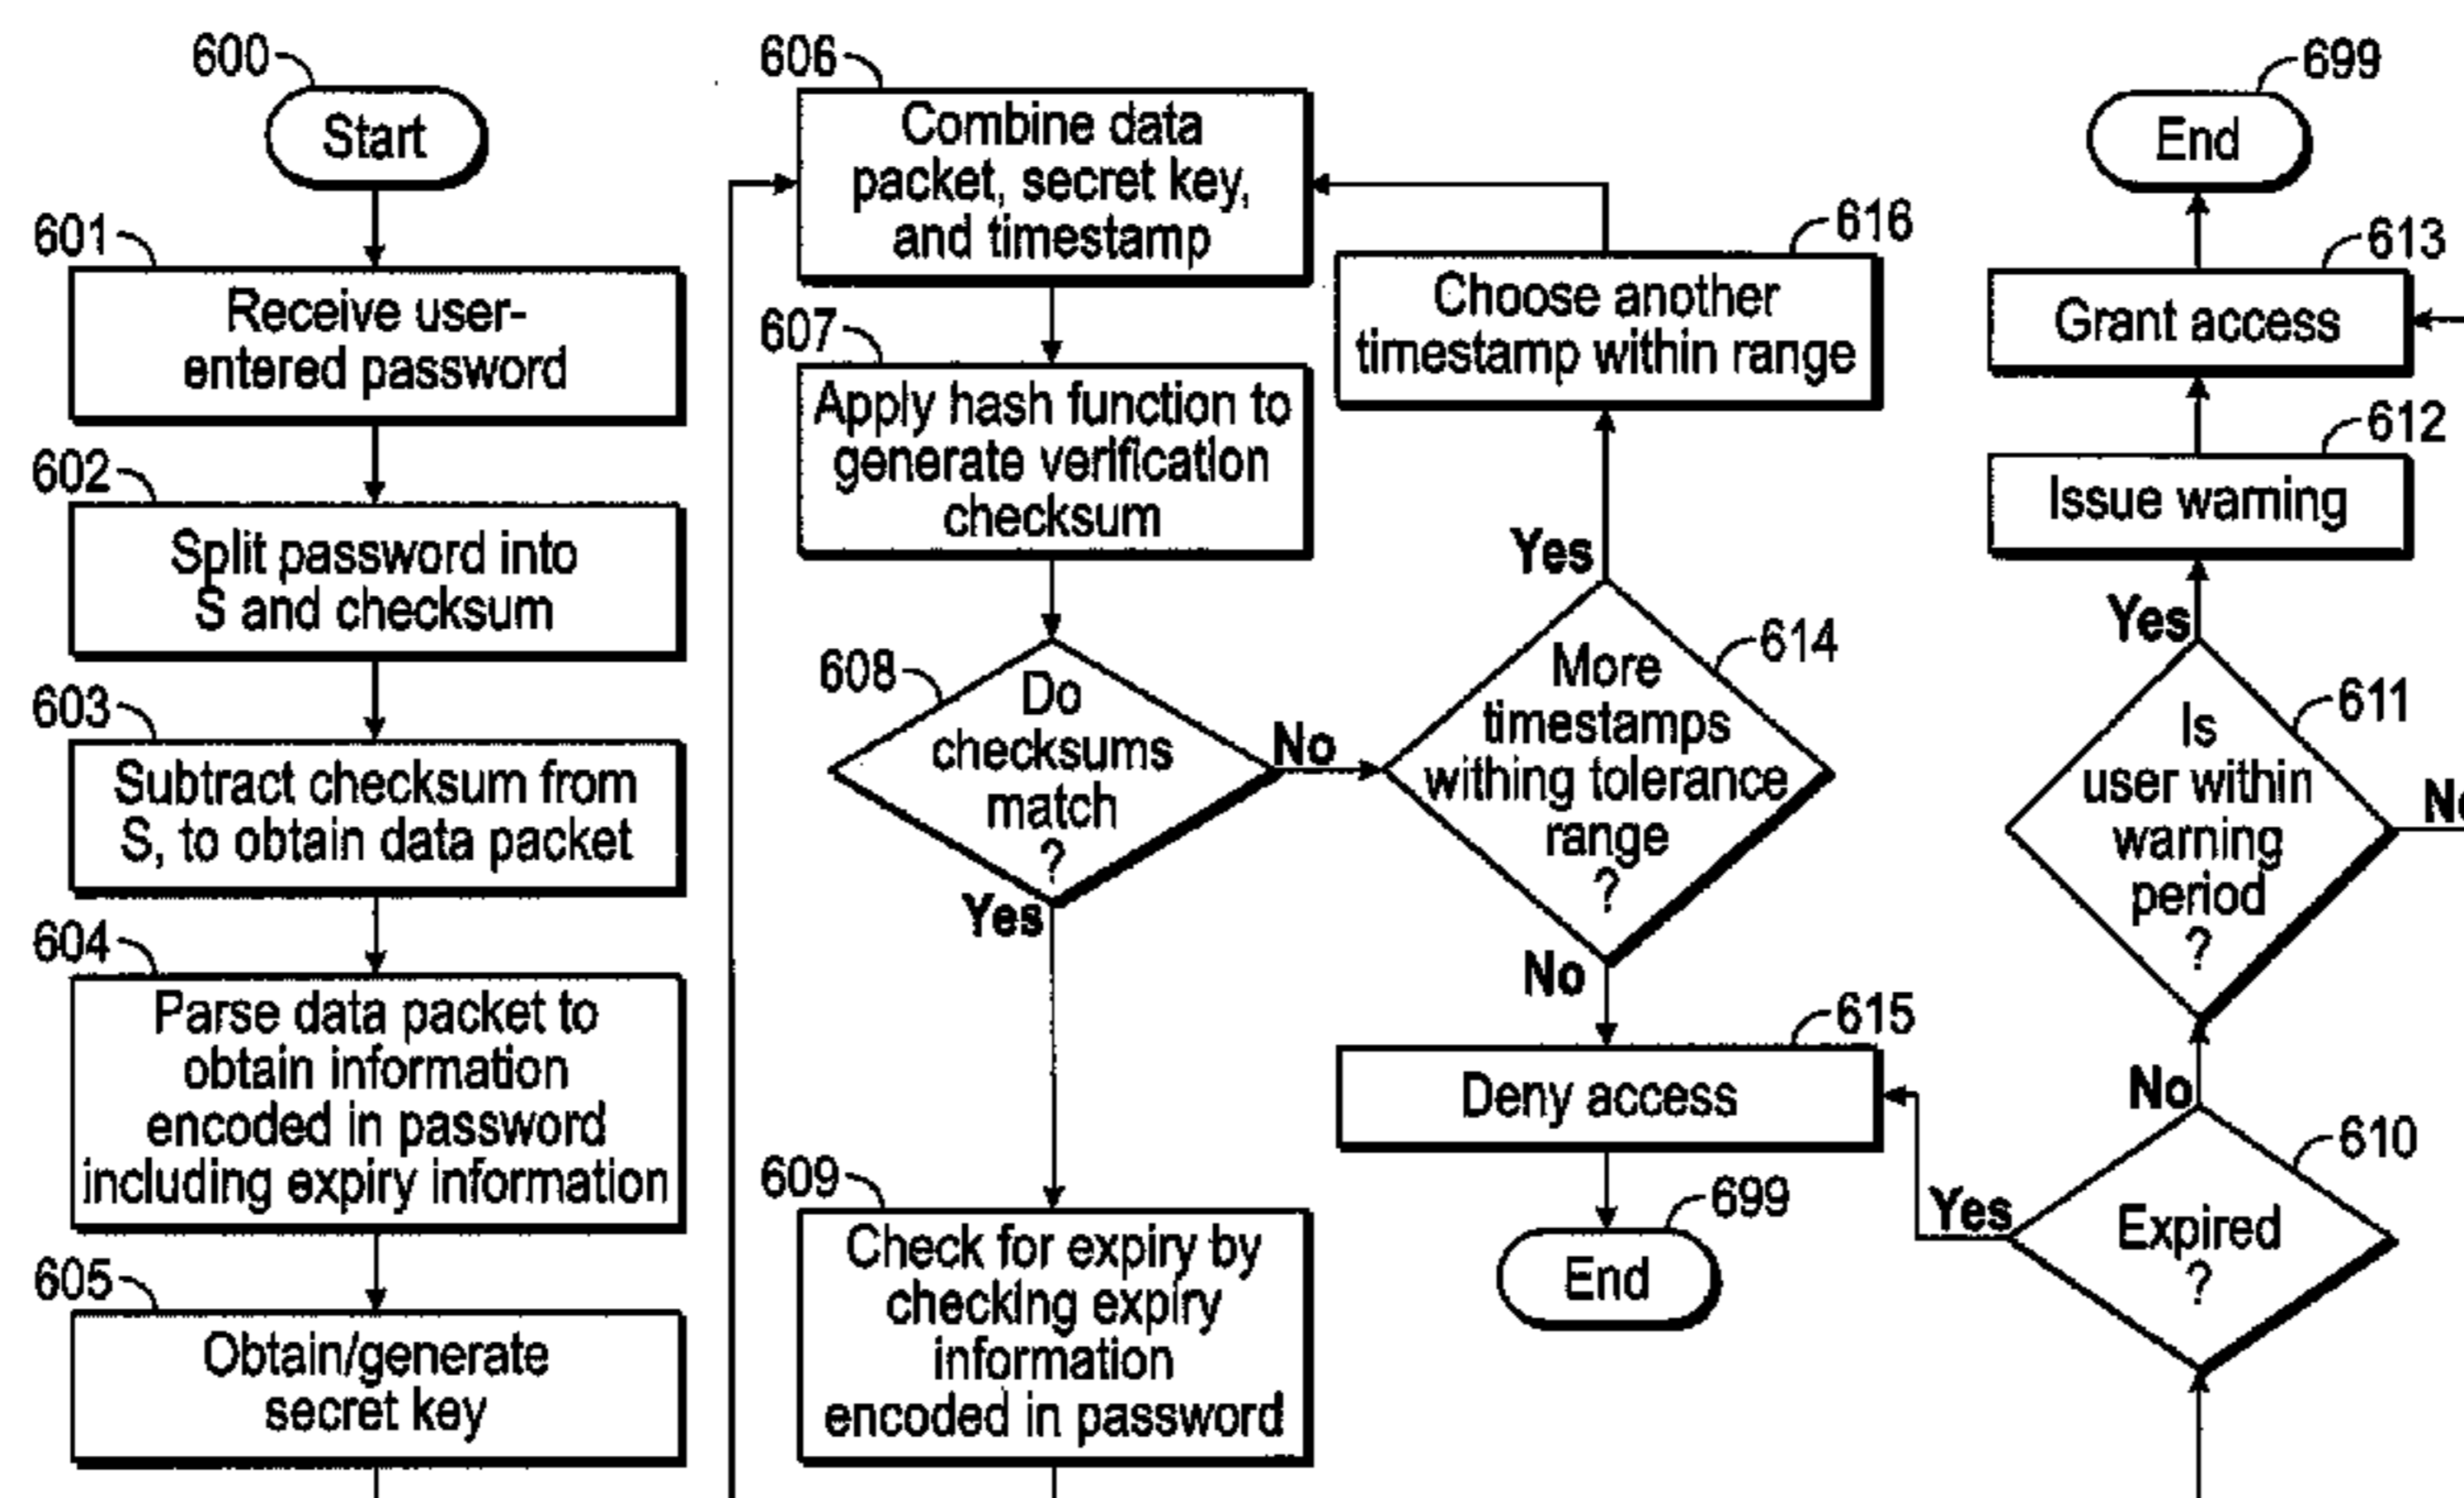 600
Start
601
Receive user-
entered password
602
Split password into
S and checksum
603
Subtract checksum from
S, to obtain data packet
604
Parse data packet to
obtain information
encoded in password
including expiry information
605
Obtain/generate
secret key
606
Combine data
packet, secret key,
and timestamp
607
Apply hash function to
generate verification
checksum
608
Do
checksums
match
?
No
Yes
609
Check for expiry by
checking expiry
information
encoded in password
616
Choose another
timestamp within range
Yes
614
More
timestamps
withing tolerance
range
?
No
615
Deny access
699
End
699
End
613
Grant access
612
Issue warning
Yes
611
Is
user within
warning
period
?
No
No
610
Yes
Expired
?